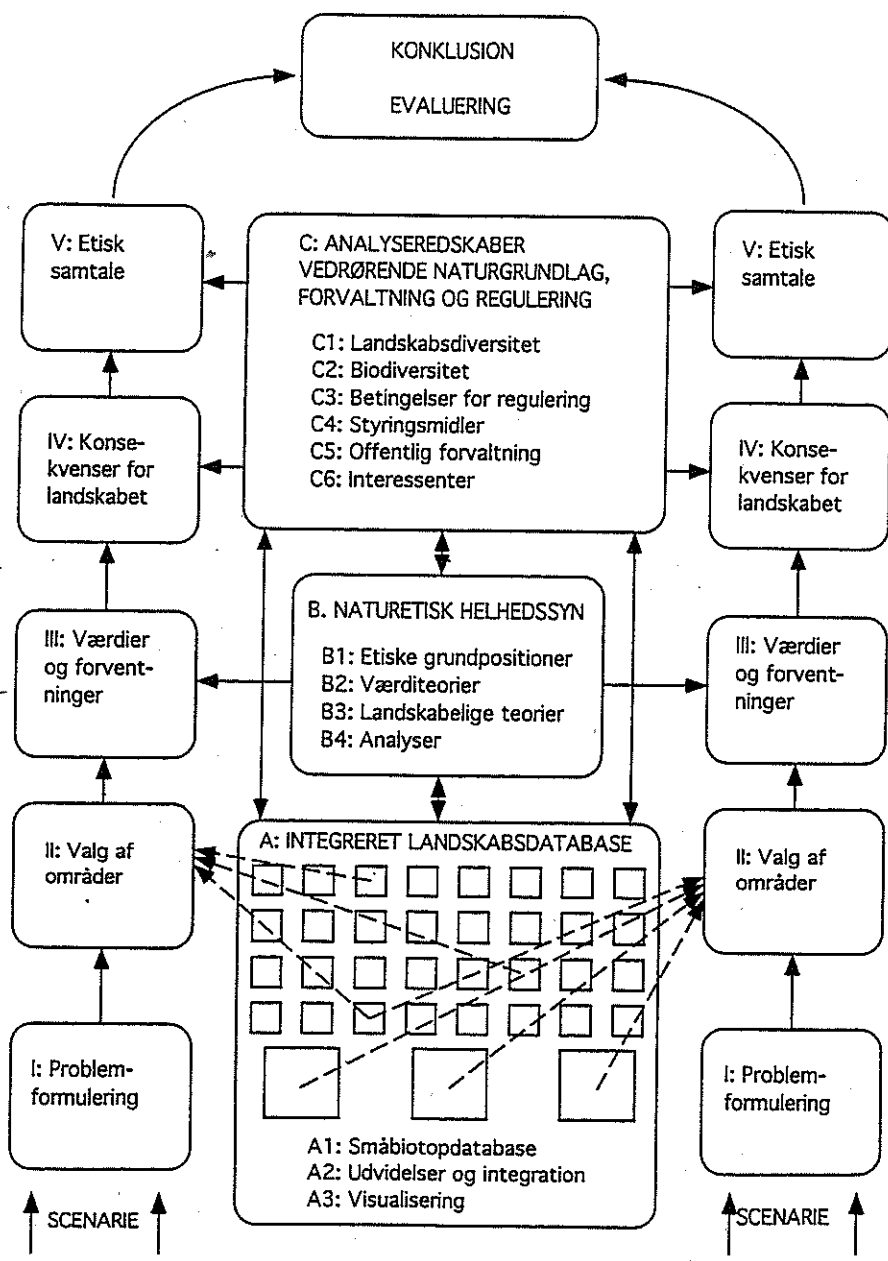 KONKLUSION
EVALUERING
V: Etisk
samtale
IV: Konse-
kvenser for
landskabet
III: Værdier
og forvent-
ninger
II: Valg af
områder
I: Problem-
formulering
SCENARIE
C: ANALYSEREDSKABER
VEDRØRENDE NATURGRUNDLAG,
FORVALTNING OG REGULERING
C1: Landskabsdiversitet
C2: Biodiversitet
C3: Betingelser for regulering
C4: Styringsmidler
C5: Offentlig forvaltning
C6: Interessenter
B. NATURETISK HELHEDSSYN
B1: Etiske grundpositioner
B2: Værditeorier
B3: Landskabelige teorier
B4: Analyser
A: INTEGRERET LANDSKABSDATABASE
A1: Småbiotopdatabase
A2: Udvidelser og integration
A3: Visualisering
V: Etisk
samtale
IV: Konse-
kvenser for
landskabet
III: Værdier
og forvent-
ninger
II: Valg af
områder
I: Problem-
formulering
SCENARIE